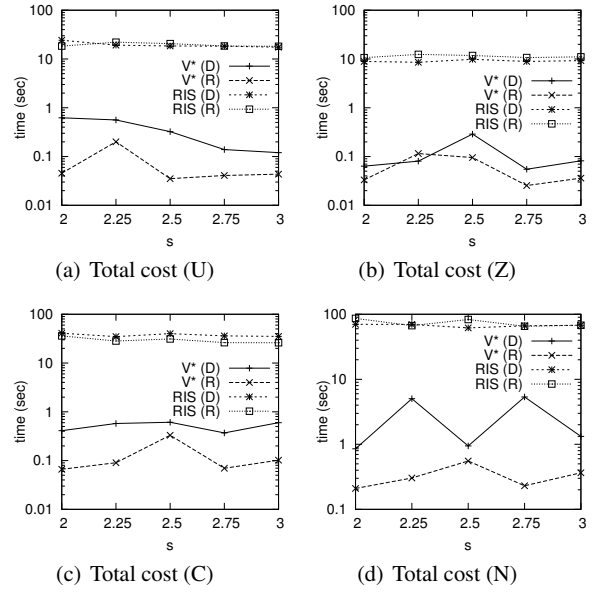 100
10
1
0.1
0.01
time (sec)
V* (D)
V* (R)
RIS (D)
RIS (R)
2 2.25 2.5 2.75 3
s
(a) Total cost (U)
100
10
1
0.1
0.01
time (sec)
V* (D)
V* (R)
RIS (D)
RIS (R)
2 2.25 2.5 2.75 3
s
(b) Total cost (Z)
100
10
1
0.1
0.01
time (sec)
V* (D)
V* (R)
RIS (D)
RIS (R)
2 2.25 2.5 2.75 3
s
(c) Total cost (C)
100
10
1
0.1
time (sec)
V* (D)
V* (R)
RIS (D)
RIS (R)
2 2.25 2.5 2.75 3
s
(d) Total cost (N)